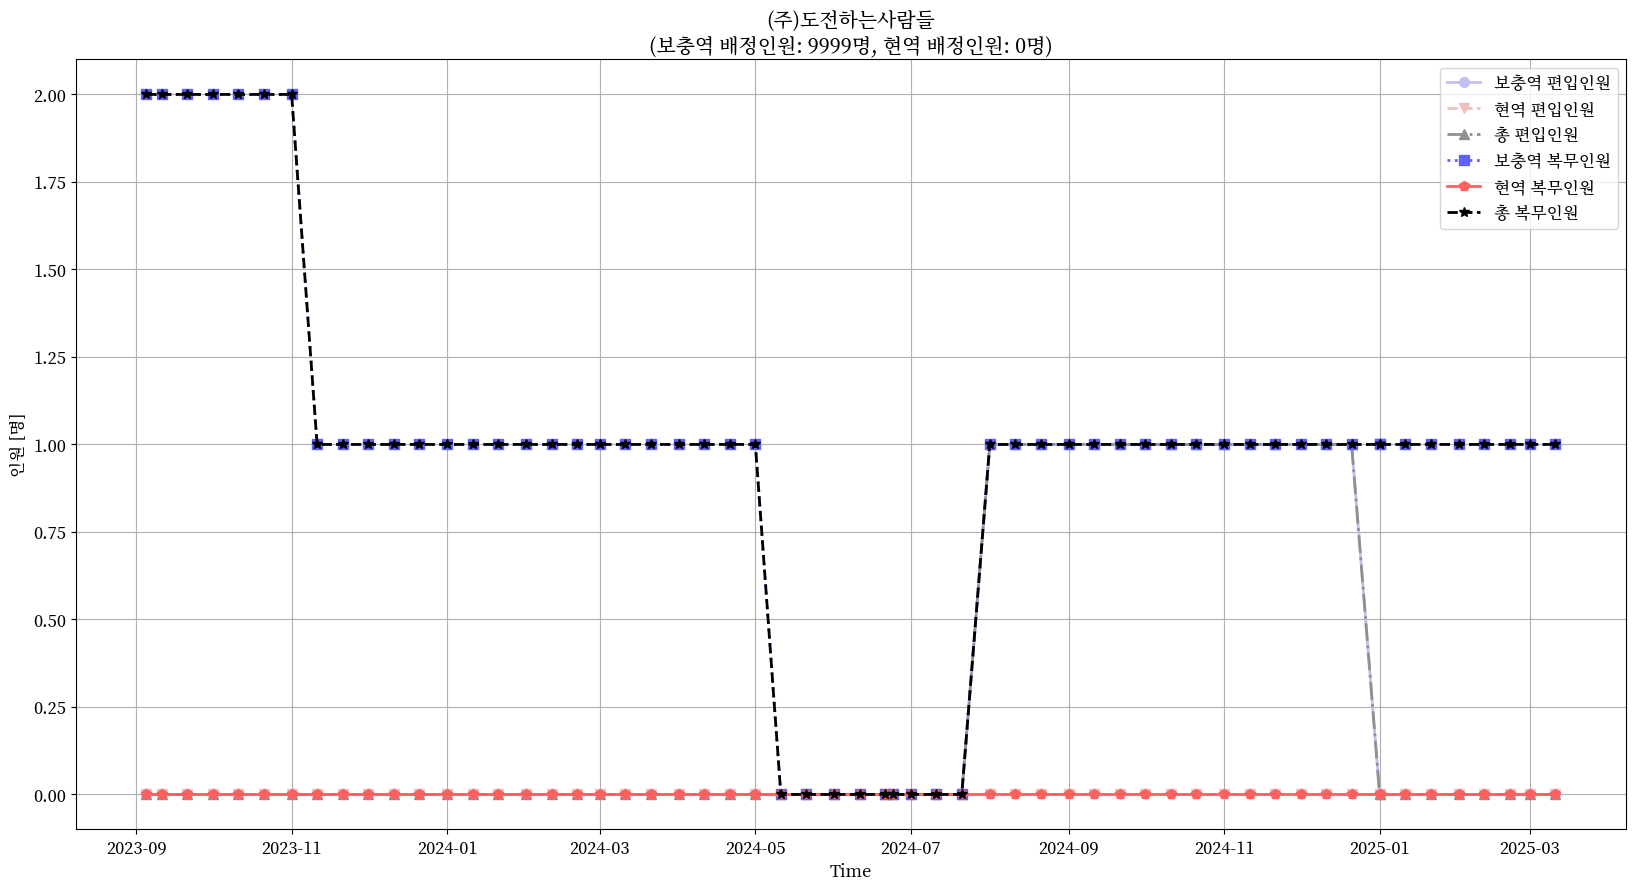 (주)도전하는사람들
(보충역 배정인원: 9999명, 현역 배정인원: 0명)
보충역 편입인원
현역 편입인원
총 편입인원
보충역 복무인원
현역 복무인원
총 복무인원
인원 [명]
2.00
1.75
1.50
1.25
1.00
0.75
0.50
0.25
0.00
2023-09 2023-11 2024-01 2024-03 2024-05 2024-07 2024-09 2024-11 2025-01 2025-03
Time